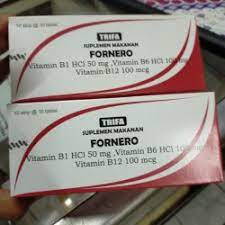 TRIFA
SUPLEMEN MAKANAN
FORNERO
Vitamin B1 HCl 50 mg ,Vitamin B6 HCl 100 mg
Vitamin B12 100 mcg
TRIFA
SUPLEMEN MAKANAN
FORNERO
Vitamin B1 HCl 50 mg ,Vitamin B6 HCl 100 mg
Vitamin B12 100 mcg